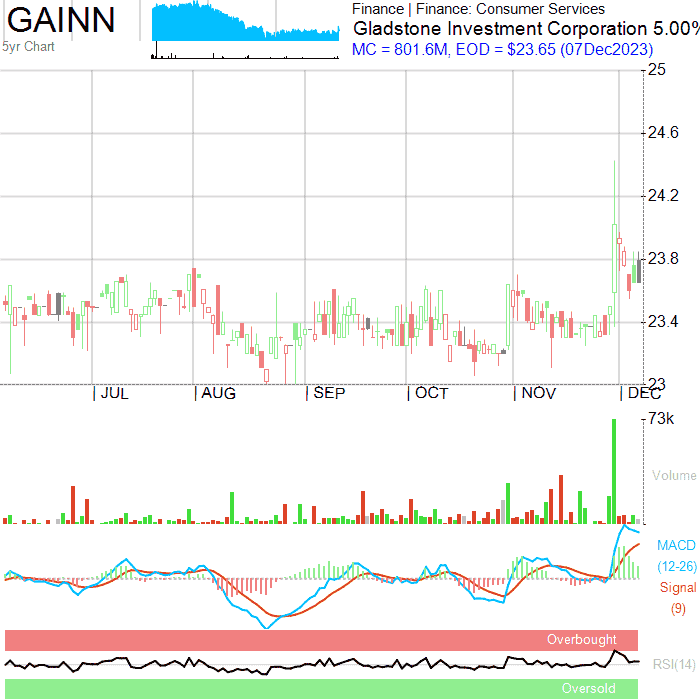 GAINN
5yr Chart
Finance | Finance: Consumer Services
Gladstone Investment Corporation 5.00%
MC = 801.6M, EOD = $23.65 (07Dec2023)
25
24.6
24.2
23.8
23.4
23
| JUL | AUG | SEP | OCT | NOV | DEC
73k
Volume
MACD
(12-26)
Signal
(9)
Overbought
RSI(14)
Oversold